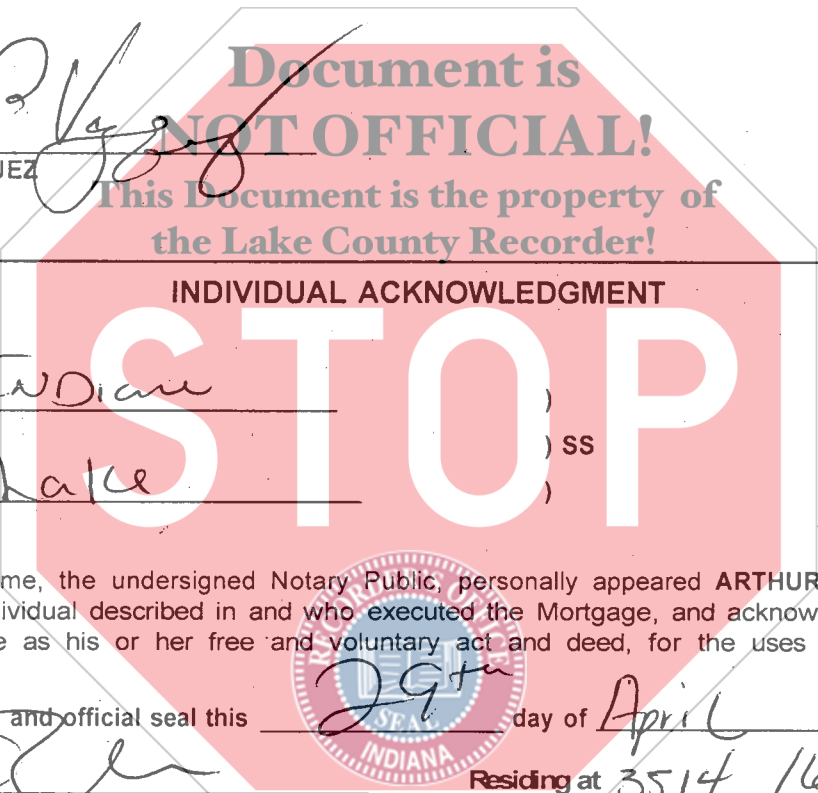 Document is
NOT OFFICIAL!
This Document is the property of
the Lake County Recorder!
UEZ
INDIVIDUAL ACKNOWLEDGMENT
INDiana )
) SS
Lake )
STOP
me, the undersigned Notary Public, personally appeared ARTHUR
ividual described in and who executed the Mortgage, and acknow
e as his or her free and voluntary act and deed, for the uses
and official seal this 29th day of April
Residing at 3514
SEAL
INDIANA